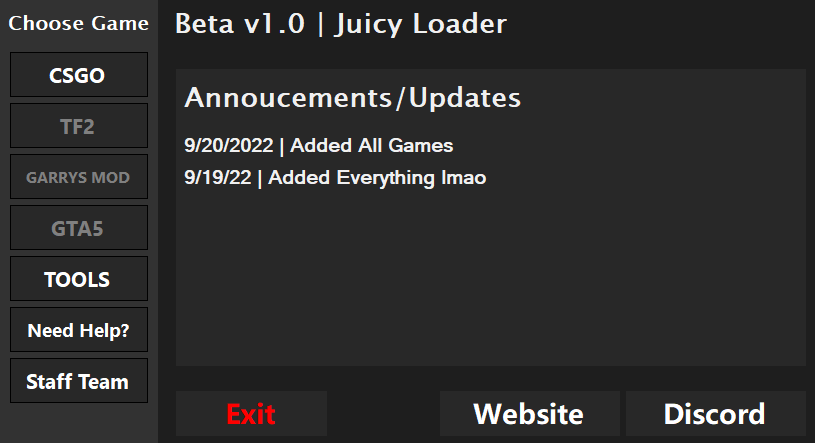 Choose Game
CSGO
TF2
GARRYS MOD
GTA5
TOOLS
Need Help?
Staff Team
Beta v1.0 | Juicy Loader
Annoucements/Updates
9/20/2022 | Added All Games
9/19/22 | Added Everything lmao
Exit
Website
Discord